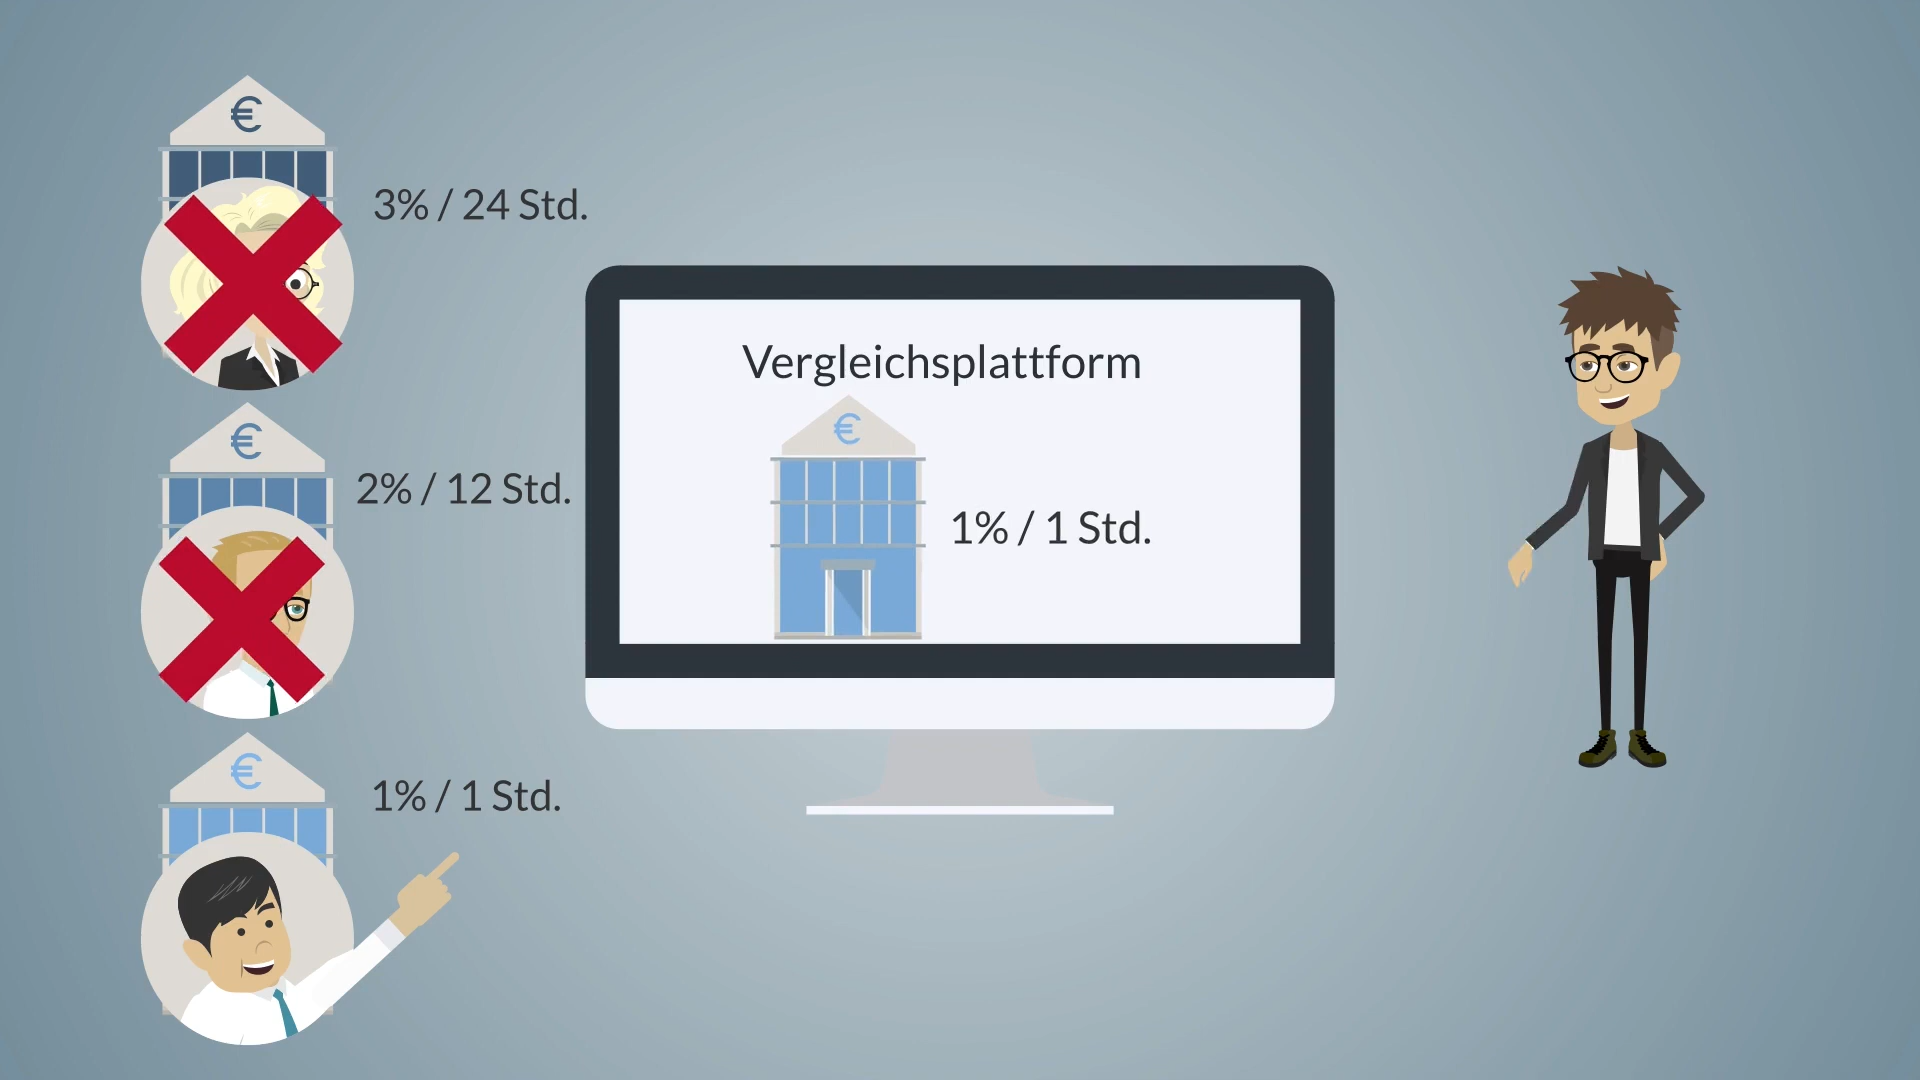 €
3% / 24 Std.
€
2% / 12 Std.
€
1% / 1 Std.
Vergleichsplattform
€
1% / 1 Std.